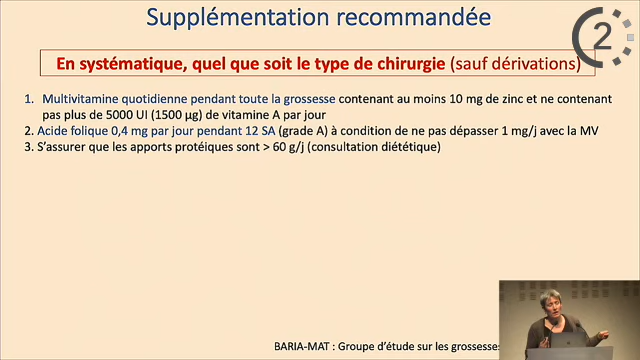 Supplémentation recommandée
2
En systématique, quel que soit le type de chirurgie (sauf dérivations)
1. Multivitamine quotidienne pendant toute la grossesse contenant au moins 10 mg de zinc et ne contenant
pas plus de 5000 UI (1500 µg) de vitamine A par jour
2. Acide folique 0,4 mg par jour pendant 12 SA (grade A) à condition de ne pas dépasser 1 mg/j avec la MV
3. S’assurer que les apports protéiques sont > 60 g/j (consultation diététique)
BARIA-MAT : Groupe d’étude sur les grossesses